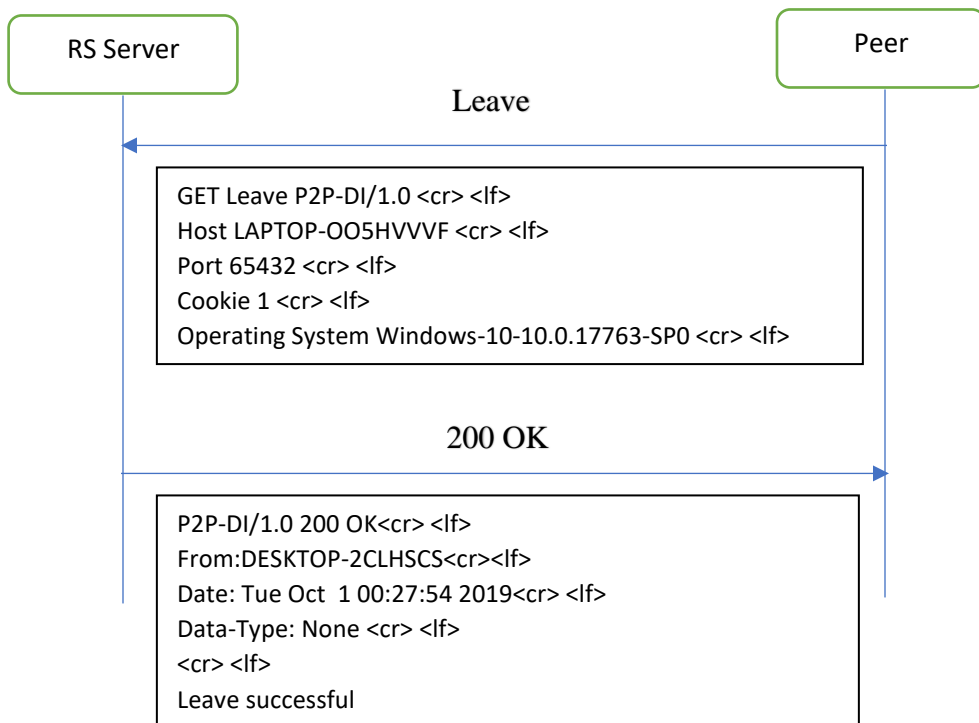 RS Server
Peer
Leave
GET Leave P2P-DI/1.0 <cr> <lf>
Host LAPTOP-OO5HVVVF <cr> <lf>
Port 65432 <cr> <lf>
Cookie 1 <cr> <lf>
Operating System Windows-10-10.0.17763-SP0 <cr> <lf>
200 OK
P2P-DI/1.0 200 OK<cr> <lf>
From:DESKTOP-2CLHSCS<cr><lf>
Date: Tue Oct  1 00:27:54 2019<cr> <lf>
Data-Type: None <cr> <lf>
<cr> <lf>
Leave successful